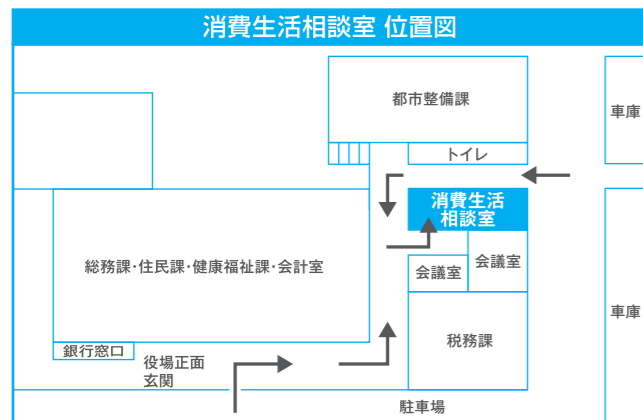 消費生活相談室 位置図
都市整備課
車庫
トイレ
消費生活
相談室
総務課・住民課・健康福祉課・会計室
会議室
会議室
車庫
銀行窓口
役場正面
玄関
税務課
駐車場